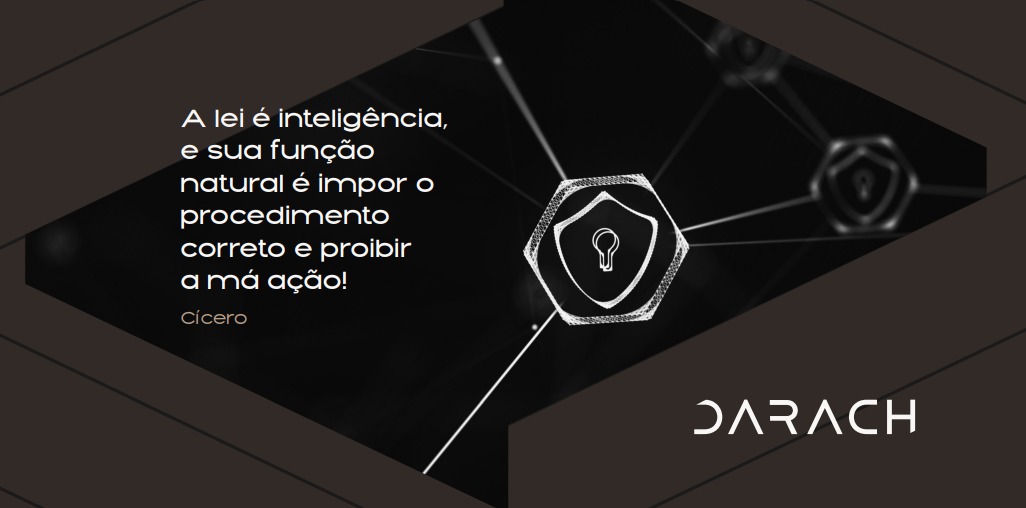 A lei é inteligência,
e sua função
natural é impor o
procedimento
correto e proibir
a má ação!
Cícero
DARACH